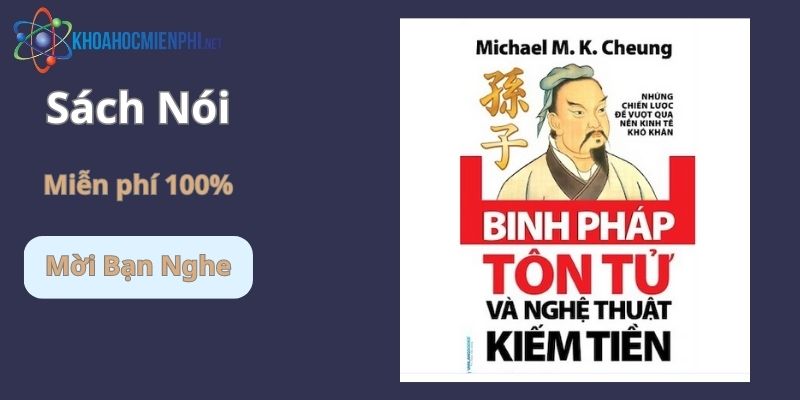 KHOAHOCMIENPHI.NET
Sách Nói
Miễn phí 100%
Mời Bạn Nghe
Michael M. K. Cheung
孫子
NHỮNG
CHIẾN LƯỢC
ĐỂ VƯỢT QUA
NỀN KINH TẾ
KHÓ KHĂN
BINH PHÁP
TÔN TỬ
VÀ NGHỆ THUẬT
KIẾM TIỀN